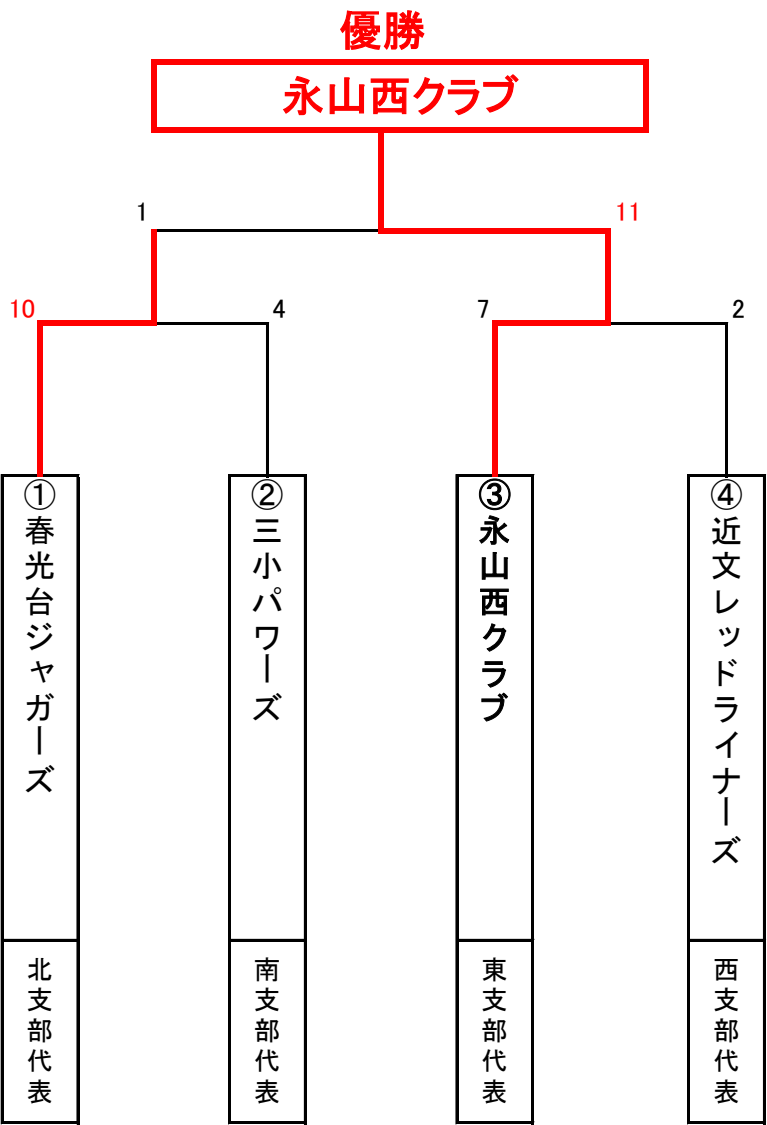 優勝
永山西クラブ
1
11
10
4
7
2
①春光台ジャガーズ
②三小パワーズ
③永山西クラブ
④近文レッドライナーズ
北支部代表
南支部代表
東支部代表
西支部代表